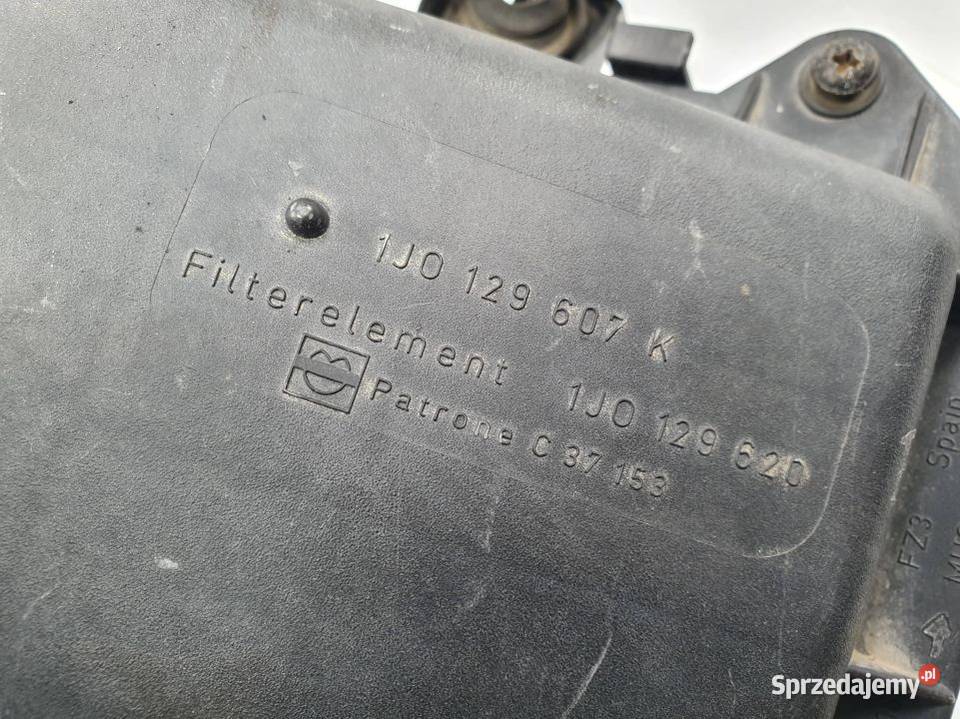 1J0 129 607 K
Filterelement 1J0 129 620
Patrone C 37 153
Spain
FZ3
Sprzedajemy.pl